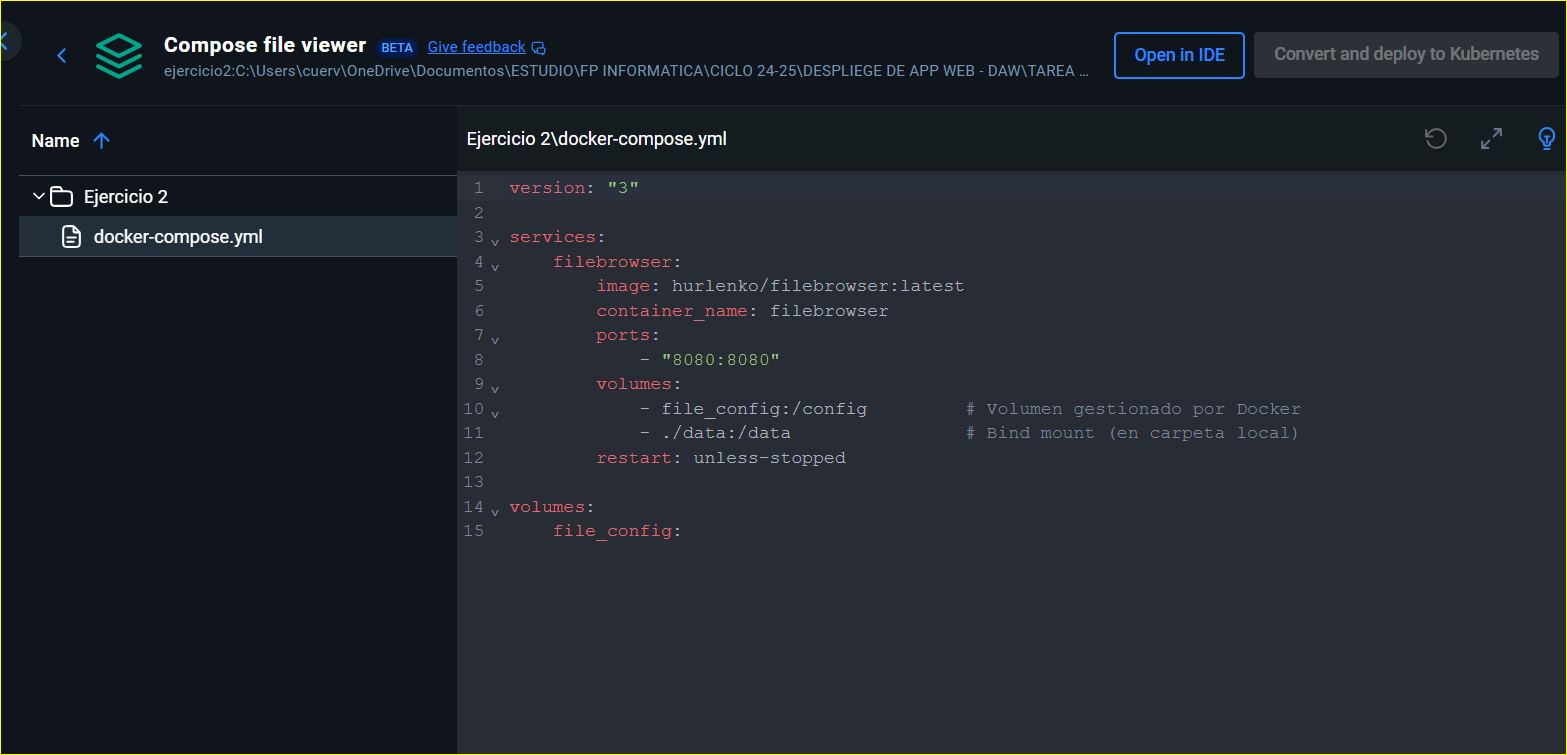 Compose file viewer BETA Give feedback
ejercicio2:C:\Users\cuerv\OneDrive\Documentos\ESTUDIO\FP INFORMATICA\CICLO 24-25\DESPLIEGE DE APP WEB - DAW\TAREA ...
Open in IDE
Convert and deploy to Kubernetes
Name
Ejercicio 2
docker-compose.yml
Ejercicio 2\docker-compose.yml
1 version: "3"
2
3 services:
4     filebrowser:
5         image: hurlenko/filebrowser:latest
6         container_name: filebrowser
7         ports:
8             - "8080:8080"
9         volumes:
10             - file_config:/config         # Volumen gestionado por Docker
11             - ./data:/data                # Bind mount (en carpeta local)
12         restart: unless-stopped
13
14 volumes:
15     file_config: